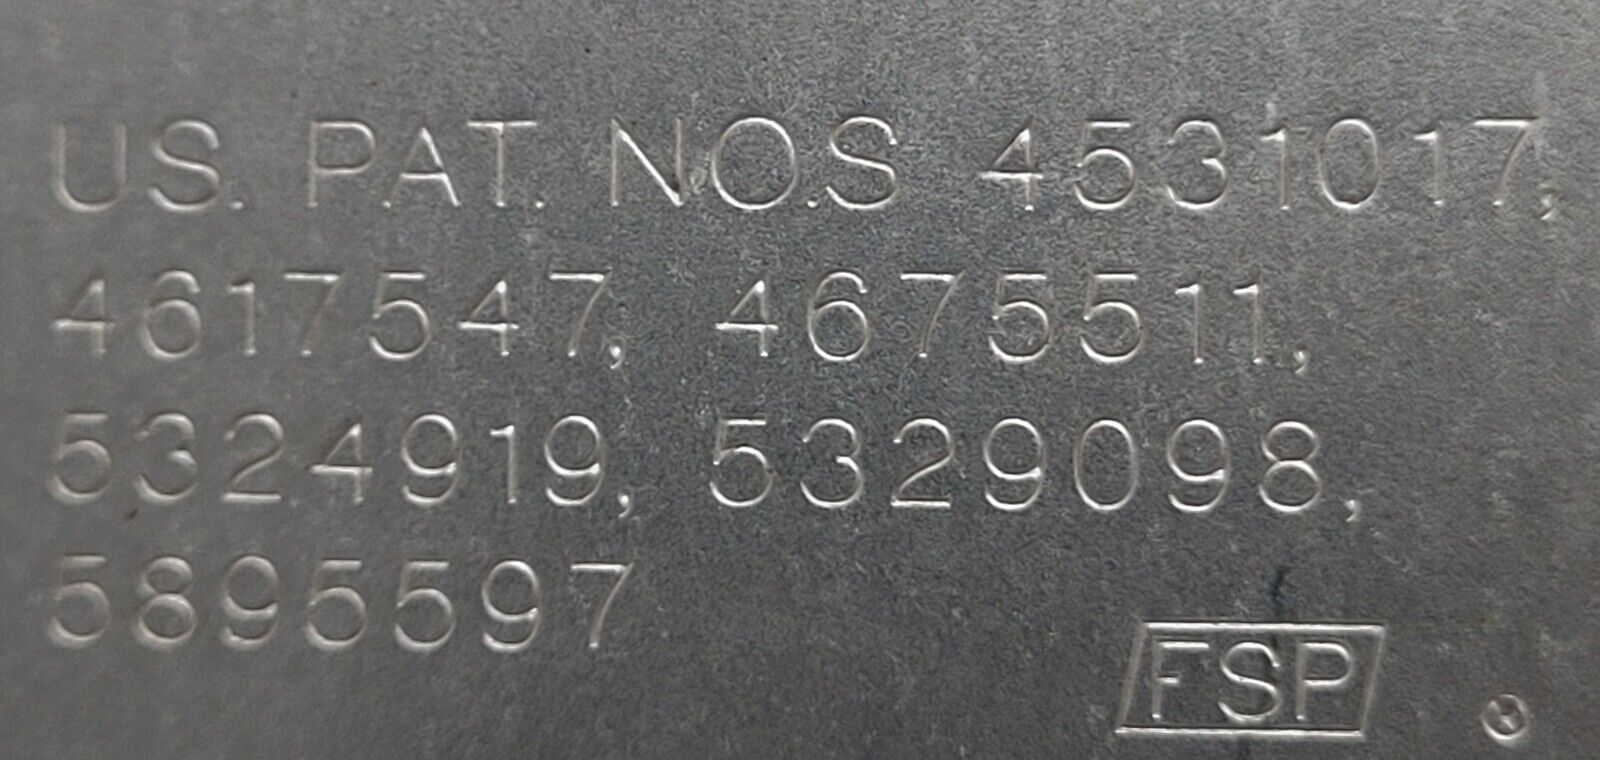 US. PAT. NO.S 4531017,
4617547, 4675511,
5324919, 5329098,
5895597
FSP